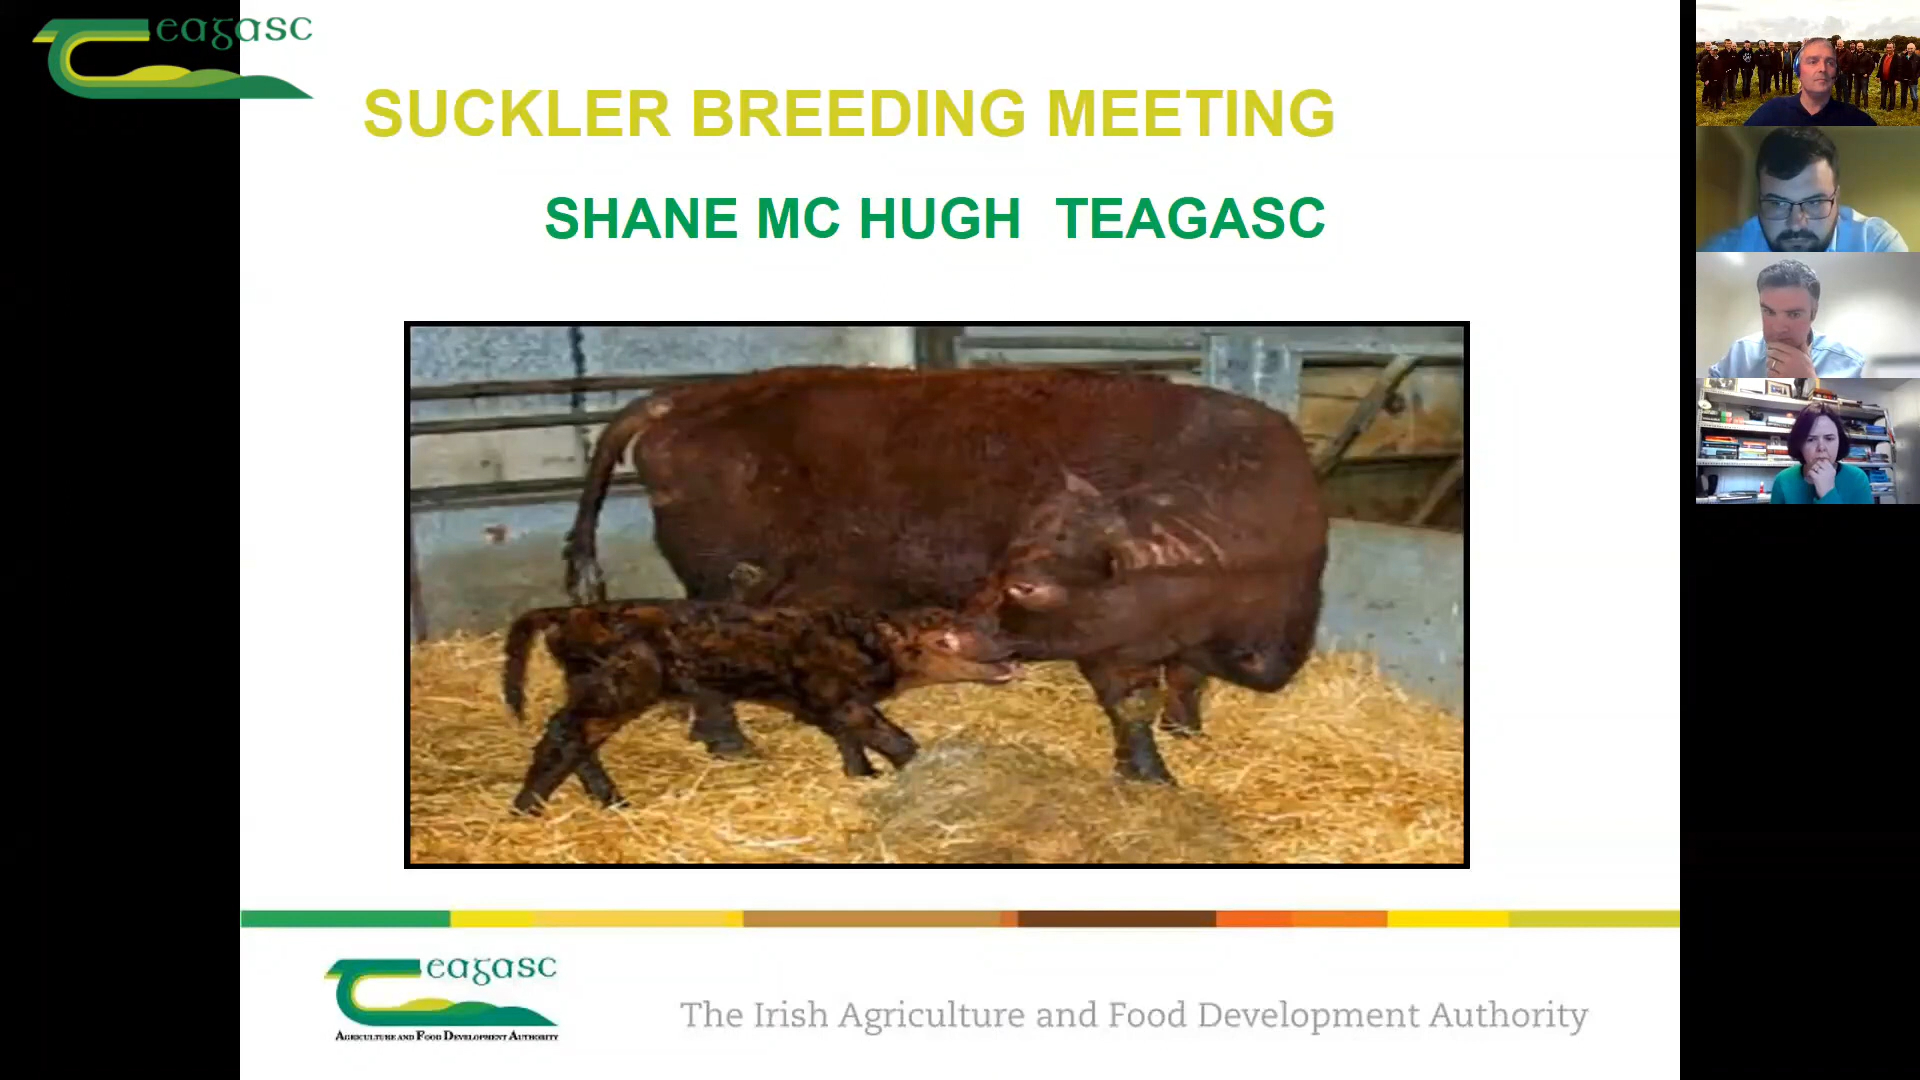 Teagasc
SUCKLER BREEDING MEETING
SHANE MC HUGH TEAGASC
Teagasc
AGRICULTURE AND FOOD DEVELOPMENT AUTHORITY
The Irish Agriculture and Food Development Authority